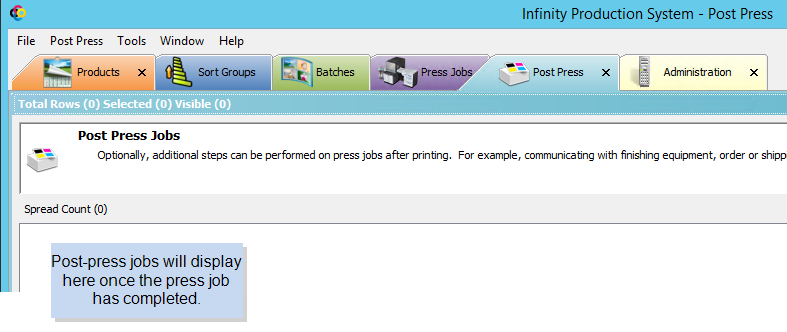 Infinity Production System - Post Press
File Post Press Tools Window Help
Products Sort Groups Batches Press Jobs Post Press Administration
Total Rows (0) Selected (0) Visible (0)
Post Press Jobs
Optionally, additional steps can be performed on press jobs after printing. For example, communicating with finishing equipment, order or
Spread Count (0)
Post-press jobs will display
here once the press job
has completed.